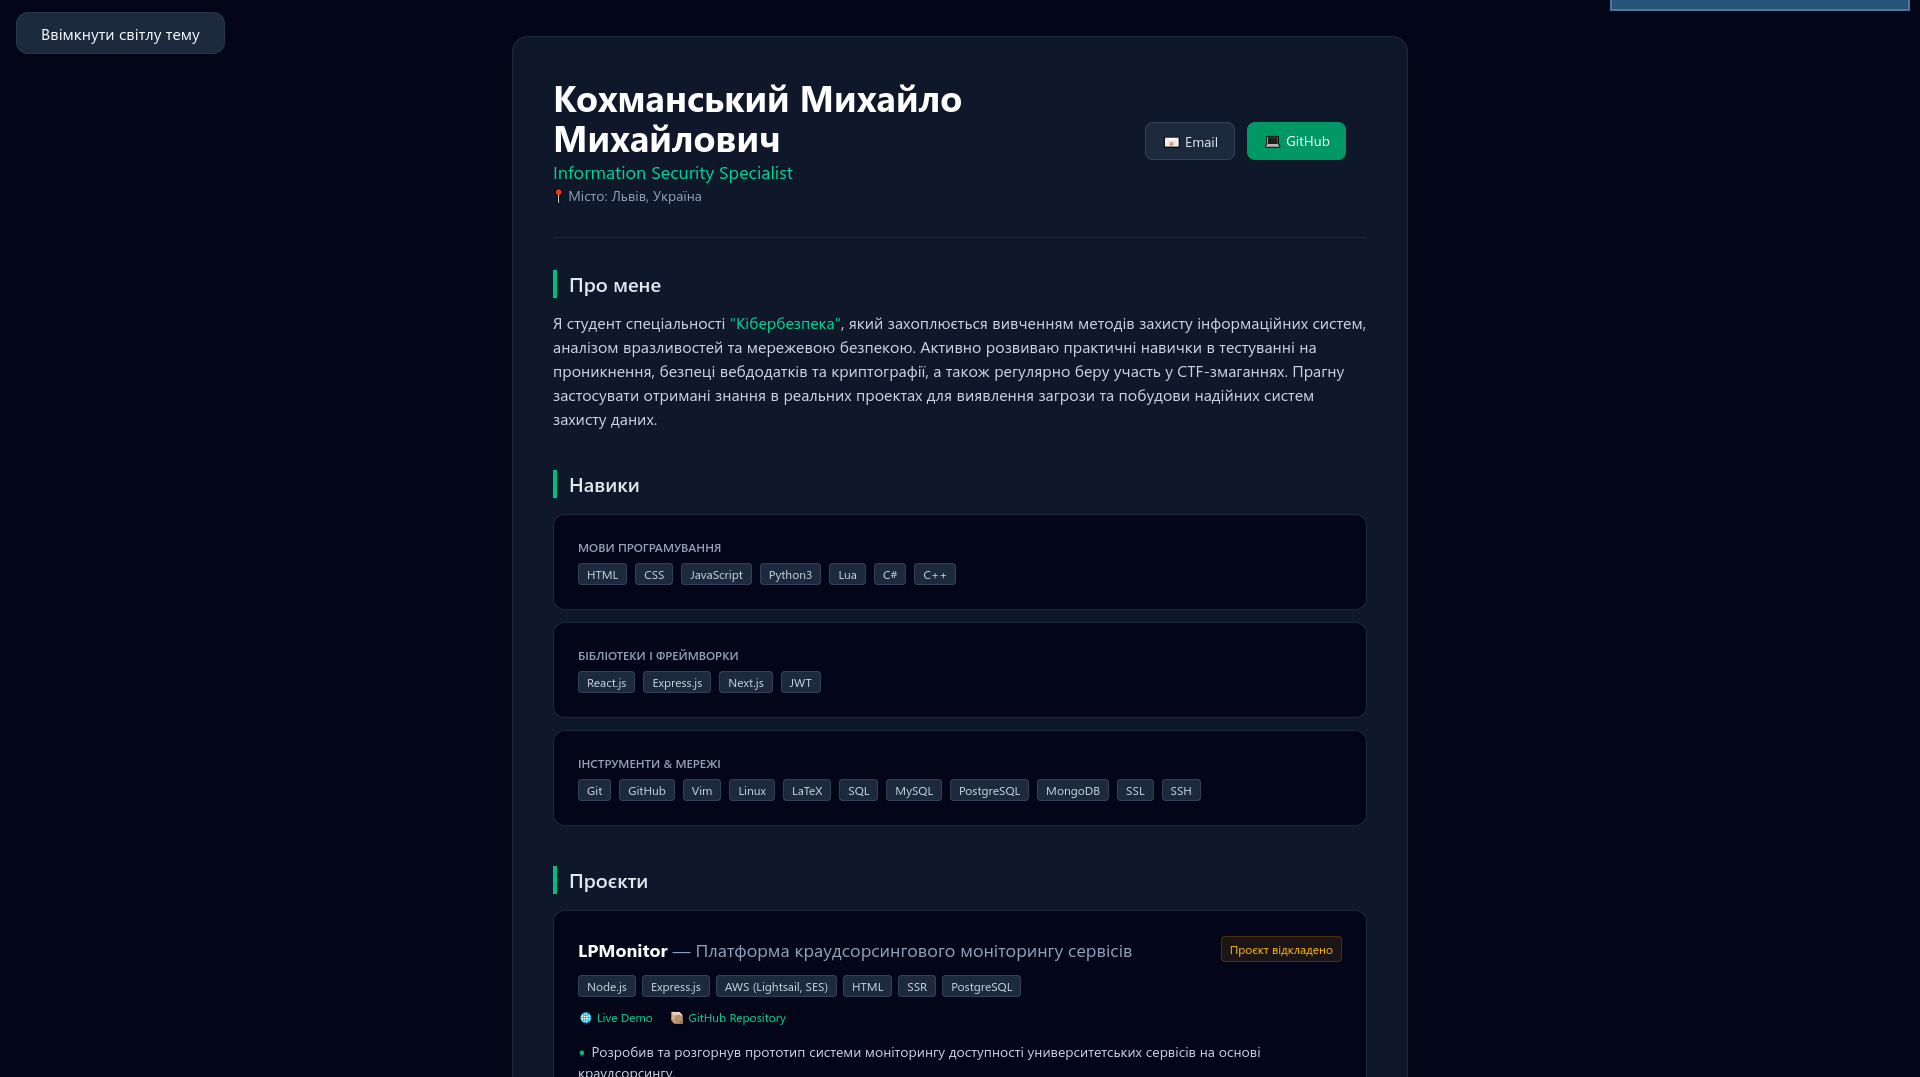 Ввімкнути світлу тему
Кохманський Михайло
Михайлович
Email
GitHub
Information Security Specialist
Місто: Львів, Україна
Про мене
Я студент спеціальності "Кібербезпека", який захоплюється вивченням методів захисту інформаційних систем,
аналізом вразливостей та мережевою безпекою. Активно розвиваю практичні навички в тестуванні на
проникнення, безпеці вебдодатків та криптографії, а також регулярно беру участь у CTF-змаганнях. Прагну
застосувати отримані знання в реальних проектах для виявлення загрози та побудови надійних систем
захисту даних.
Навики
МОВИ ПРОГРАМУВАННЯ
HTML CSS JavaScript Python3 Lua C# C++
БІБЛІОТЕКИ І ФРЕЙМВОРКИ
React.js Express.js Next.js JWT
ІНСТРУМЕНТИ & МЕРЕЖІ
Git GitHub Vim Linux LaTeX SQL MySQL PostgreSQL MongoDB SSL SSH
Проєкти
LPMonitor — Платформа краудсорсингового моніторингу сервісів
Проєкт відкладено
Node.js Express.js AWS (Lightsail, SES) HTML SSR PostgreSQL
Live Demo GitHub Repository
• Розробив та розгорнув прототип системи моніторингу доступності университетських сервісів на основі
краудсорсингу.